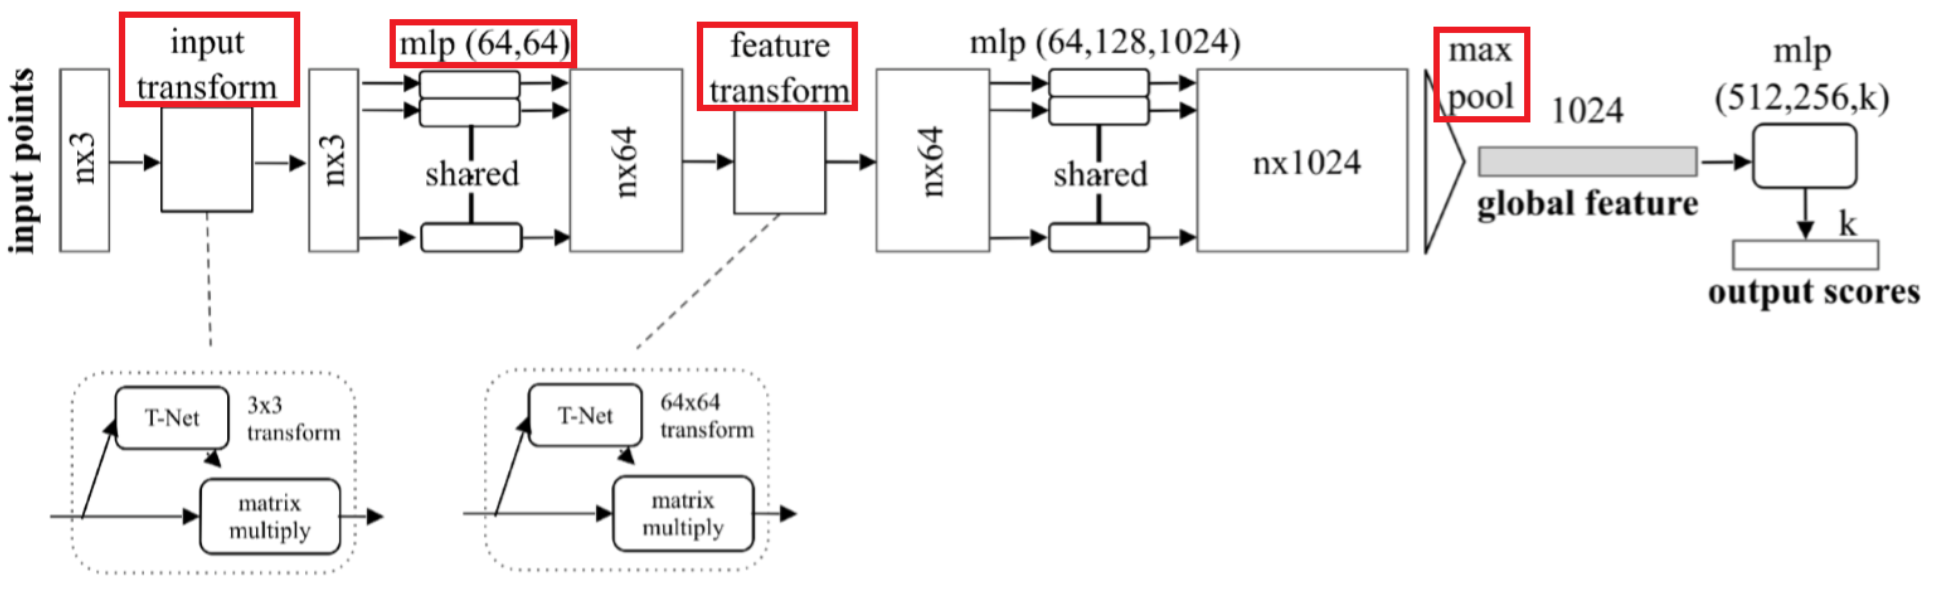 input points
nx3
input
transform
nx3
mlp (64,64)
shared
nx64
feature
transform
nx64
mlp (64,128,1024)
shared
nx1024
max
pool
1024
global feature
mlp
(512,256,k)
k
output scores
T-Net
3x3
transform
matrix
multiply
T-Net
64x64
transform
matrix
multiply